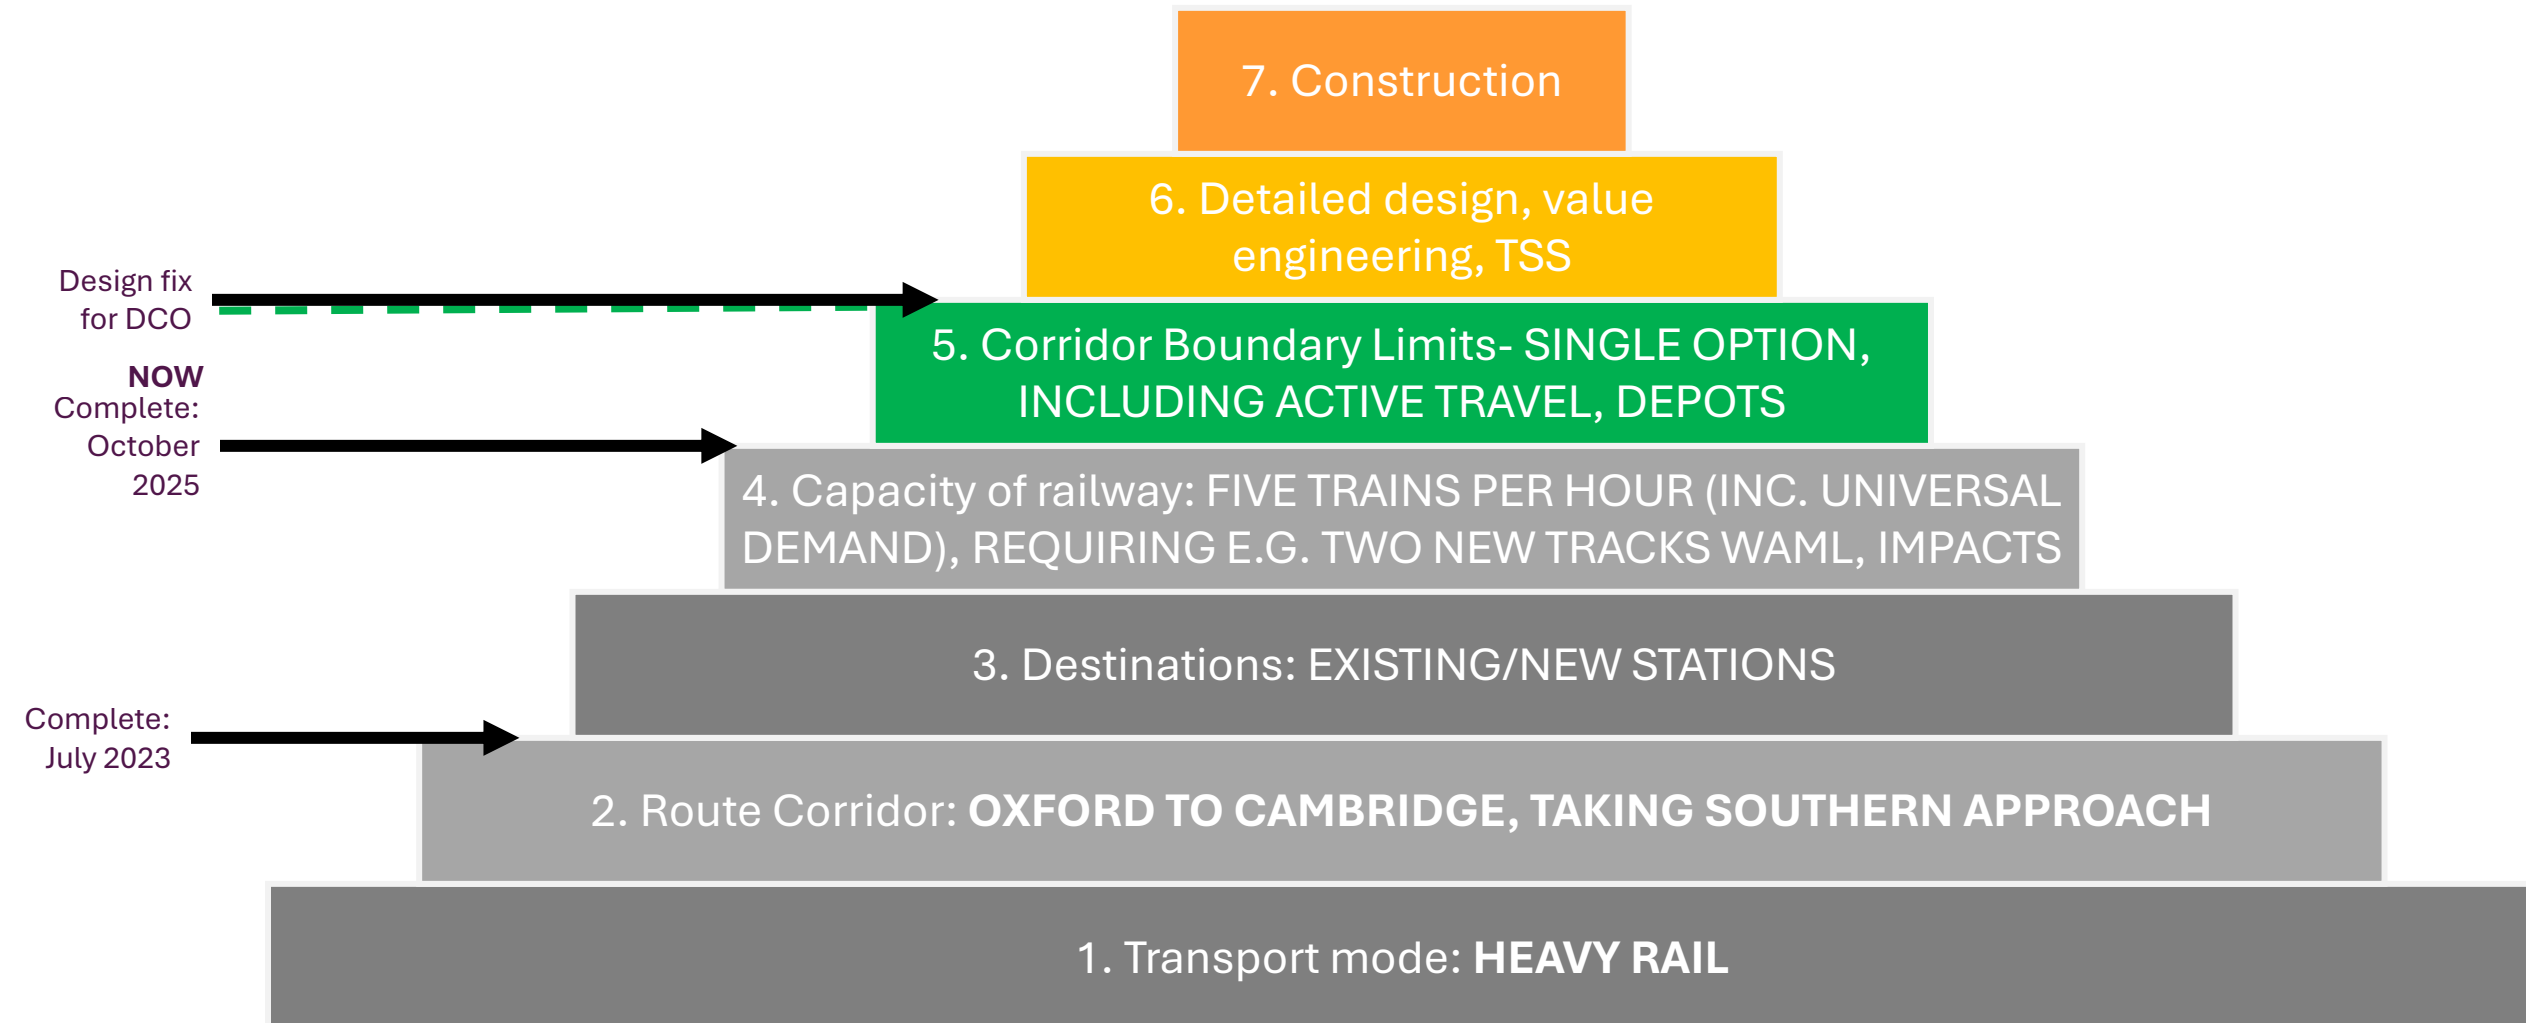 7. Construction
6. Detailed design, value
engineering, TSS
Design fix
for DCO
5. Corridor Boundary Limits- SINGLE OPTION,
INCLUDING ACTIVE TRAVEL, DEPOTS
NOW
Complete:
October
2025
4. Capacity of railway: FIVE TRAINS PER HOUR (INC. UNIVERSAL
DEMAND), REQUIRING E.G. TWO NEW TRACKS WAML, IMPACTS
3. Destinations: EXISTING/NEW STATIONS
Complete:
July 2023
2. Route Corridor: OXFORD TO CAMBRIDGE, TAKING SOUTHERN APPROACH
1. Transport mode: HEAVY RAIL